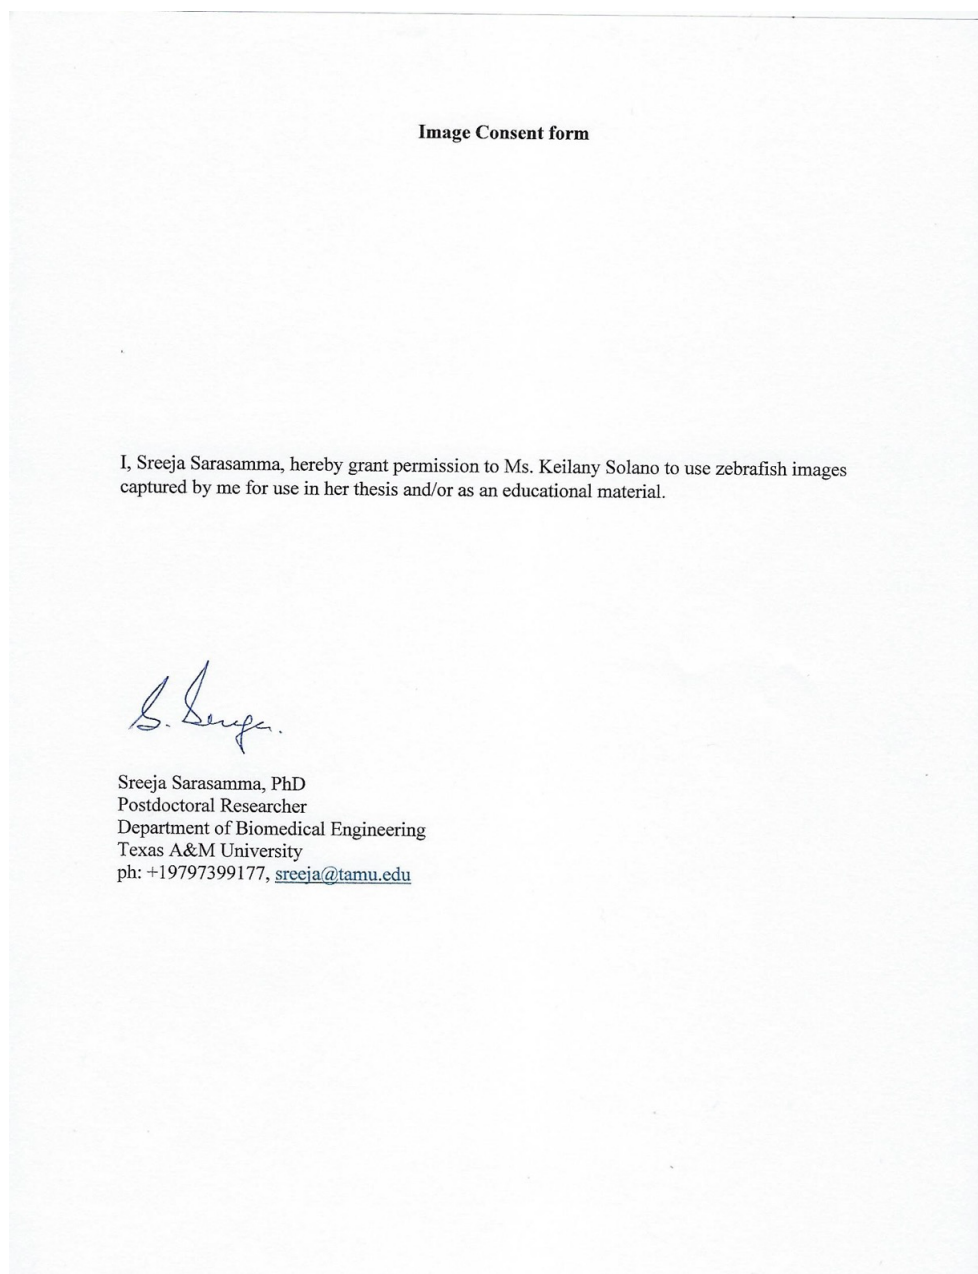 Image Consent form
I, Sreeja Sarasamma, hereby grant permission to Ms. Keilany Solano to use zebrafish images
captured by me for use in her thesis and/or as an educational material.
Sreeja Sarasamma, PhD
Postdoctoral Researcher
Department of Biomedical Engineering
Texas A&M University
ph: +19797399177, sreeja@tamu.edu